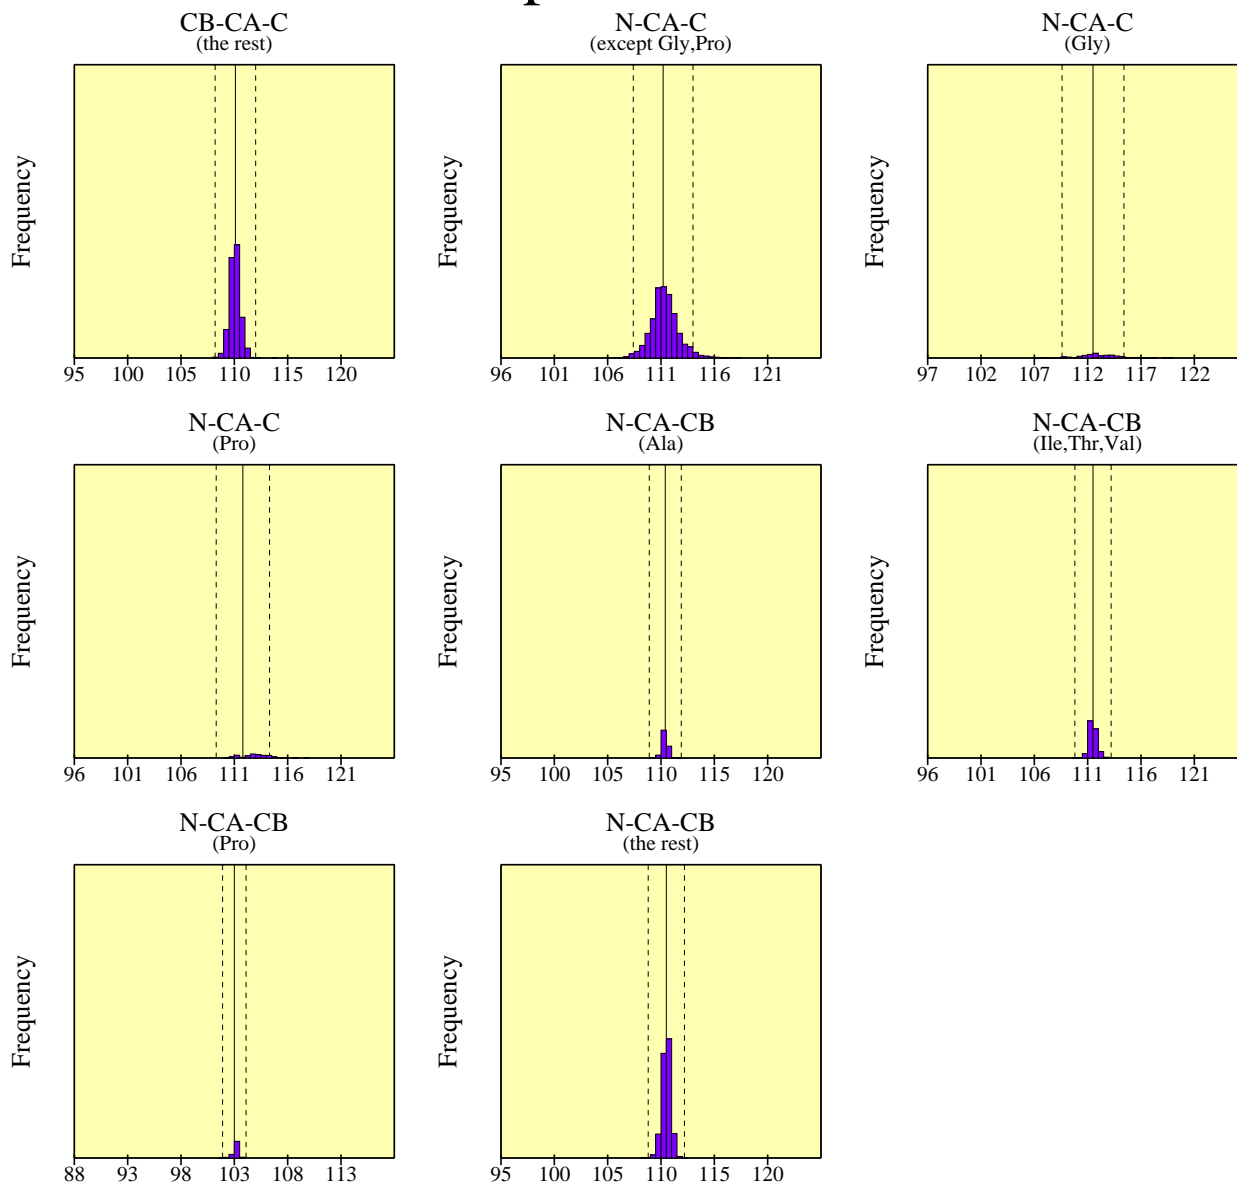 CB-CA-C
(the rest)
Frequency
95 100 105 110 115 120
N-CA-C
(except Gly,Pro)
Frequency
96 101 106 111 116 121
N-CA-C
(Gly)
Frequency
97 102 107 112 117 122
N-CA-C
(Pro)
Frequency
96 101 106 111 116 121
N-CA-CB
(Ala)
Frequency
95 100 105 110 115 120
N-CA-CB
(Ile,Thr,Val)
Frequency
96 101 106 111 116 121
N-CA-CB
(Pro)
Frequency
88 93 98 103 108 113
N-CA-CB
(the rest)
Frequency
95 100 105 110 115 120